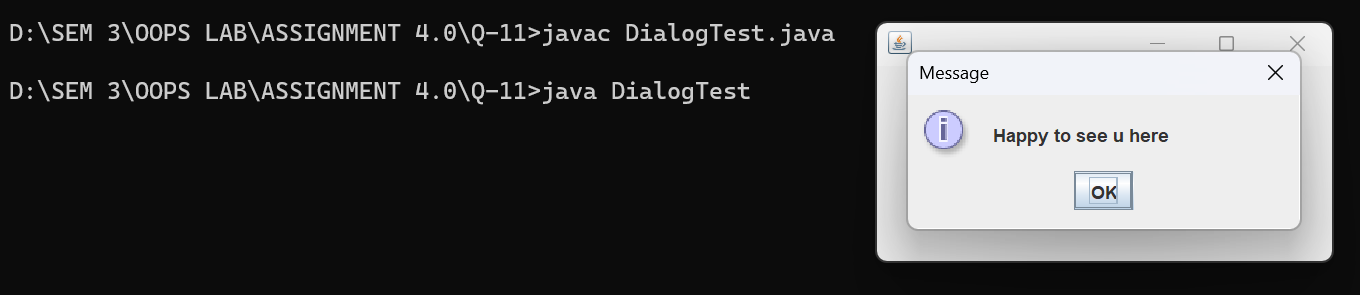 D:\SEM 3\OOPS LAB\ASSIGNMENT 4.0\Q-11>javac DialogTest.java
D:\SEM 3\OOPS LAB\ASSIGNMENT 4.0\Q-11>java DialogTest
Message
i
Happy to see u here
OK